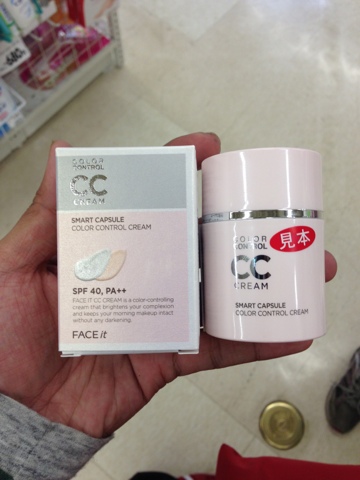 COLOR
CONTROL
CC
CREAM
SMART CAPSULE
COLOR CONTROL CREAM
SPF 40, PA++
FACE IT CC CREAM is a color-controlling
cream that brightens your complexion
and keeps your morning makeup intact
without any darkening.
FACE it
COLOR
CONTROL
見本
CC
CREAM
SMART CAPSULE
COLOR CONTROL CREAM